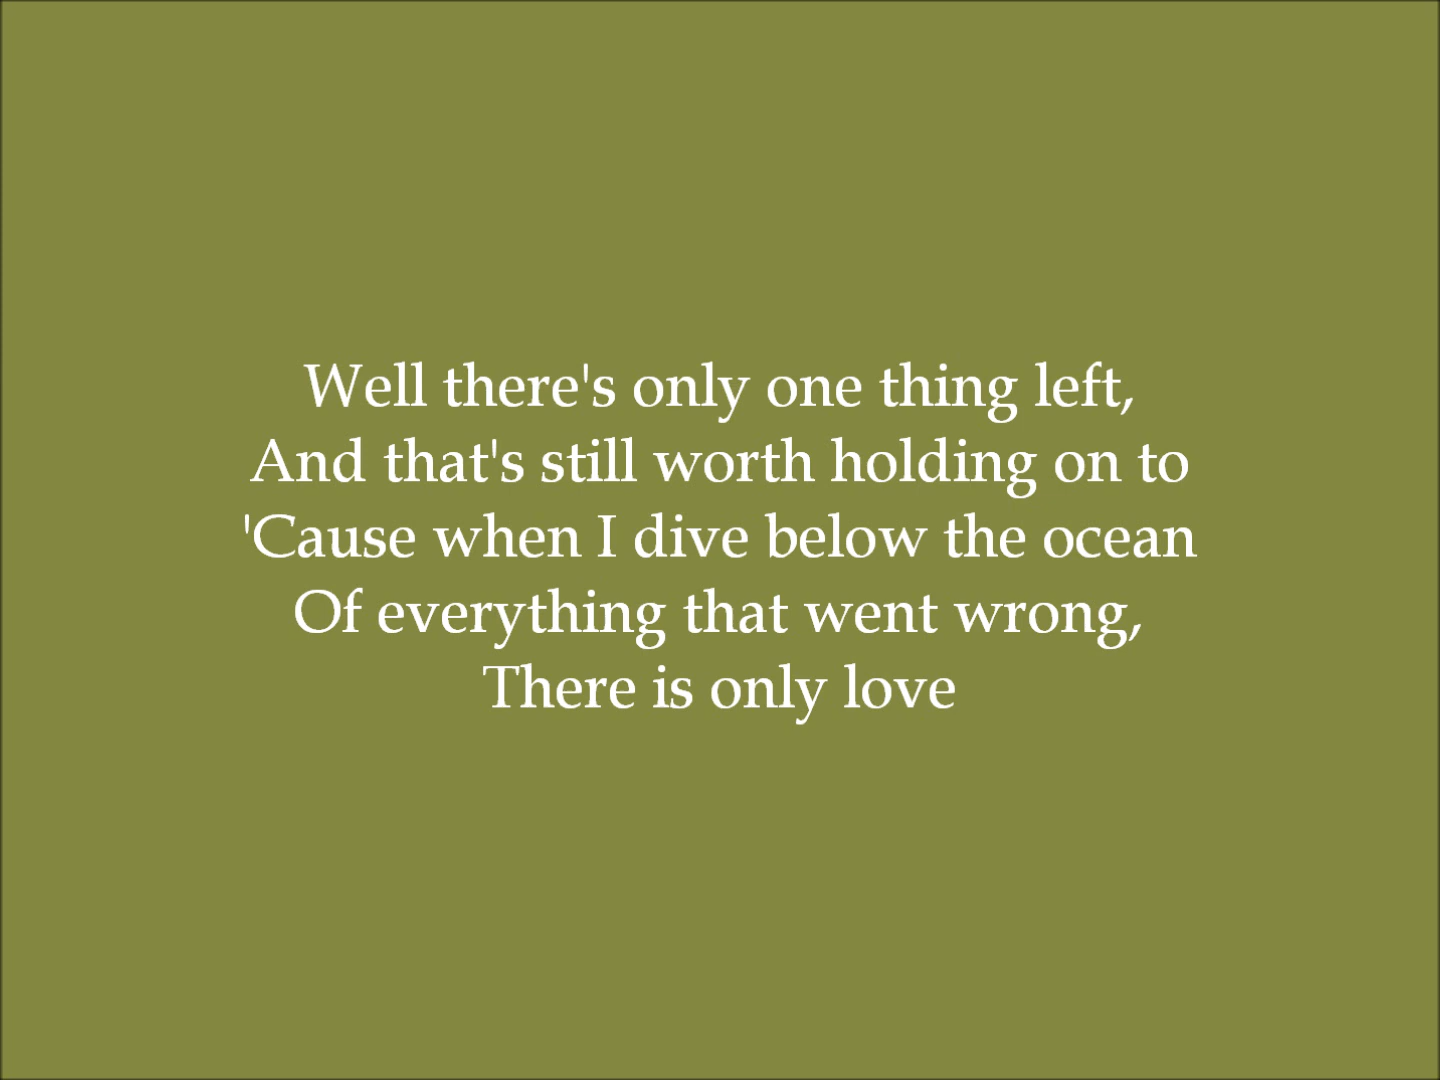 Well there's only one thing left,
And that's still worth holding on to
'Cause when I dive below the ocean
Of everything that went wrong,
There is only love